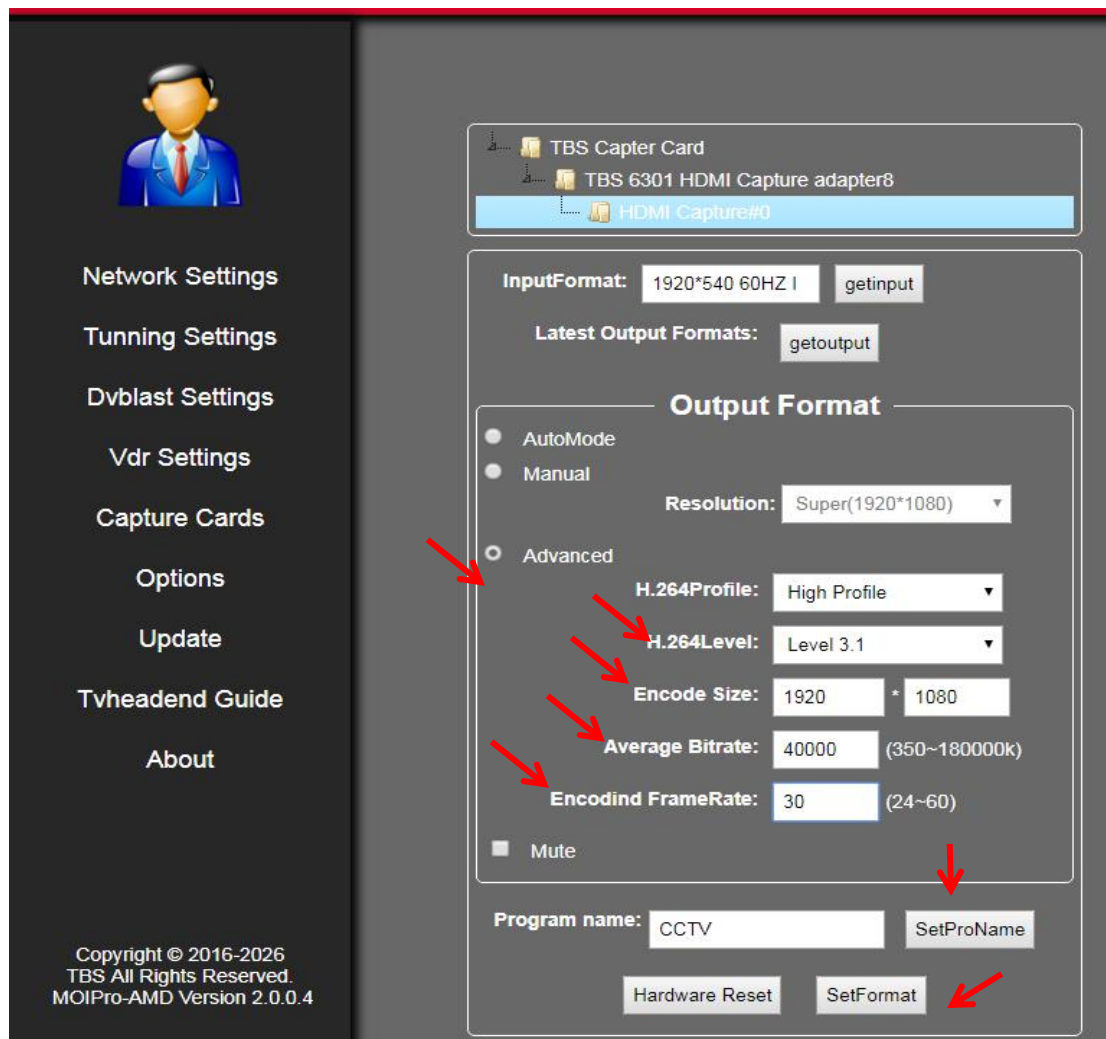 TBS Capter Card
TBS 6301 HDMI Capture adapter8
HDMI Capture#0
Network Settings
Tunning Settings
Dvblast Settings
Vdr Settings
Capture Cards
Options
Update
Tvheadend Guide
About
Copyright © 2016-2026
TBS All Rights Reserved.
MOIPro-AMD Version 2.0.0.4
InputFormat: 1920*540 60HZ I getinput
Latest Output Formats: getoutput
Output Format
AutoMode
Manual
Resolution: Super(1920*1080)
Advanced
H.264Profile: High Profile
H.264Level: Level 3.1
Encode Size: 1920 * 1080
Average Bitrate: 40000 (350~180000k)
Encodind FrameRate: 30 (24~60)
Mute
Program name: CCTV SetProName
Hardware Reset SetFormat